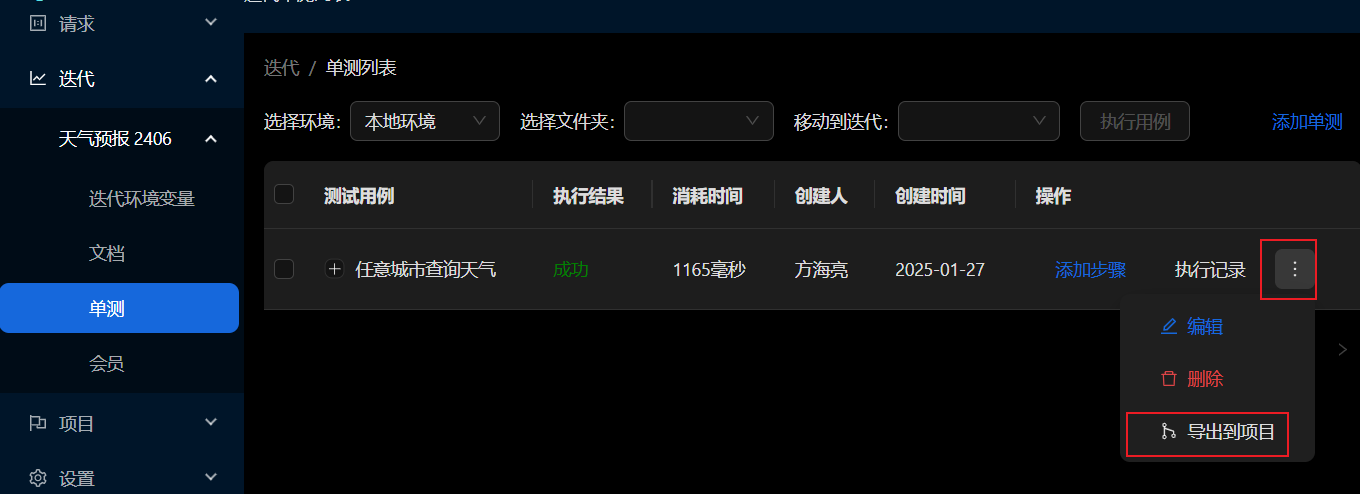 请求
迭代
天气预报 2406
迭代环境变量
文档
单测
会员
项目
设置
迭代 / 单测列表
选择环境: 本地环境 选择文件夹: 移动到迭代: 执行用例 添加单测
测试用例 执行结果 消耗时间 创建人 创建时间 操作
任意城市查询天气 成功 1165毫秒 方海亮 2025-01-27 添加步骤 执行记录
编辑
删除
导出到项目